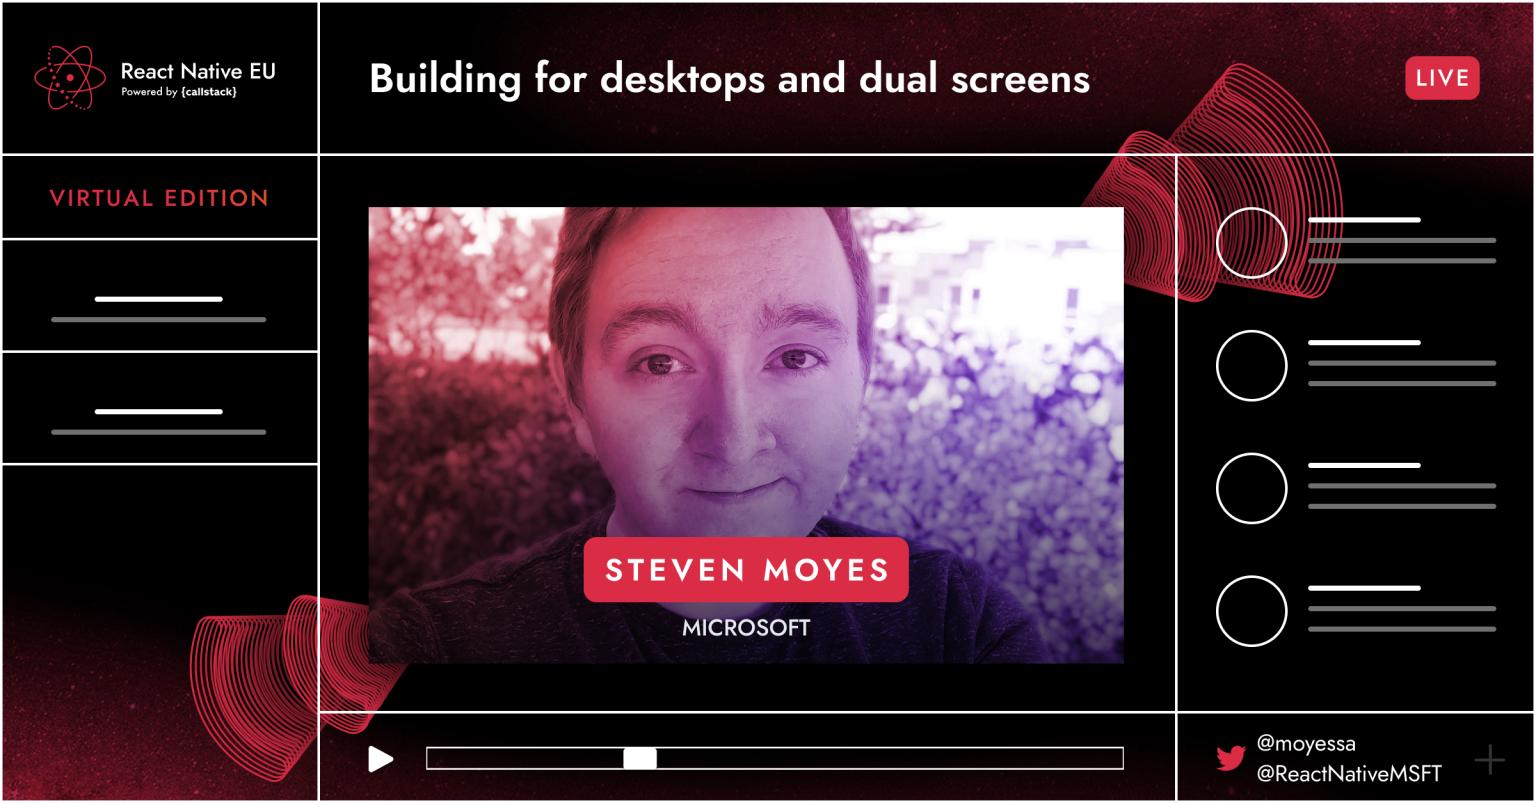 React Native EU
Powered by {callstack}
Building for desktops and dual screens
LIVE
VIRTUAL EDITION
STEVEN MOYES
MICROSOFT
@moyessa
@ReactNativeMSFT